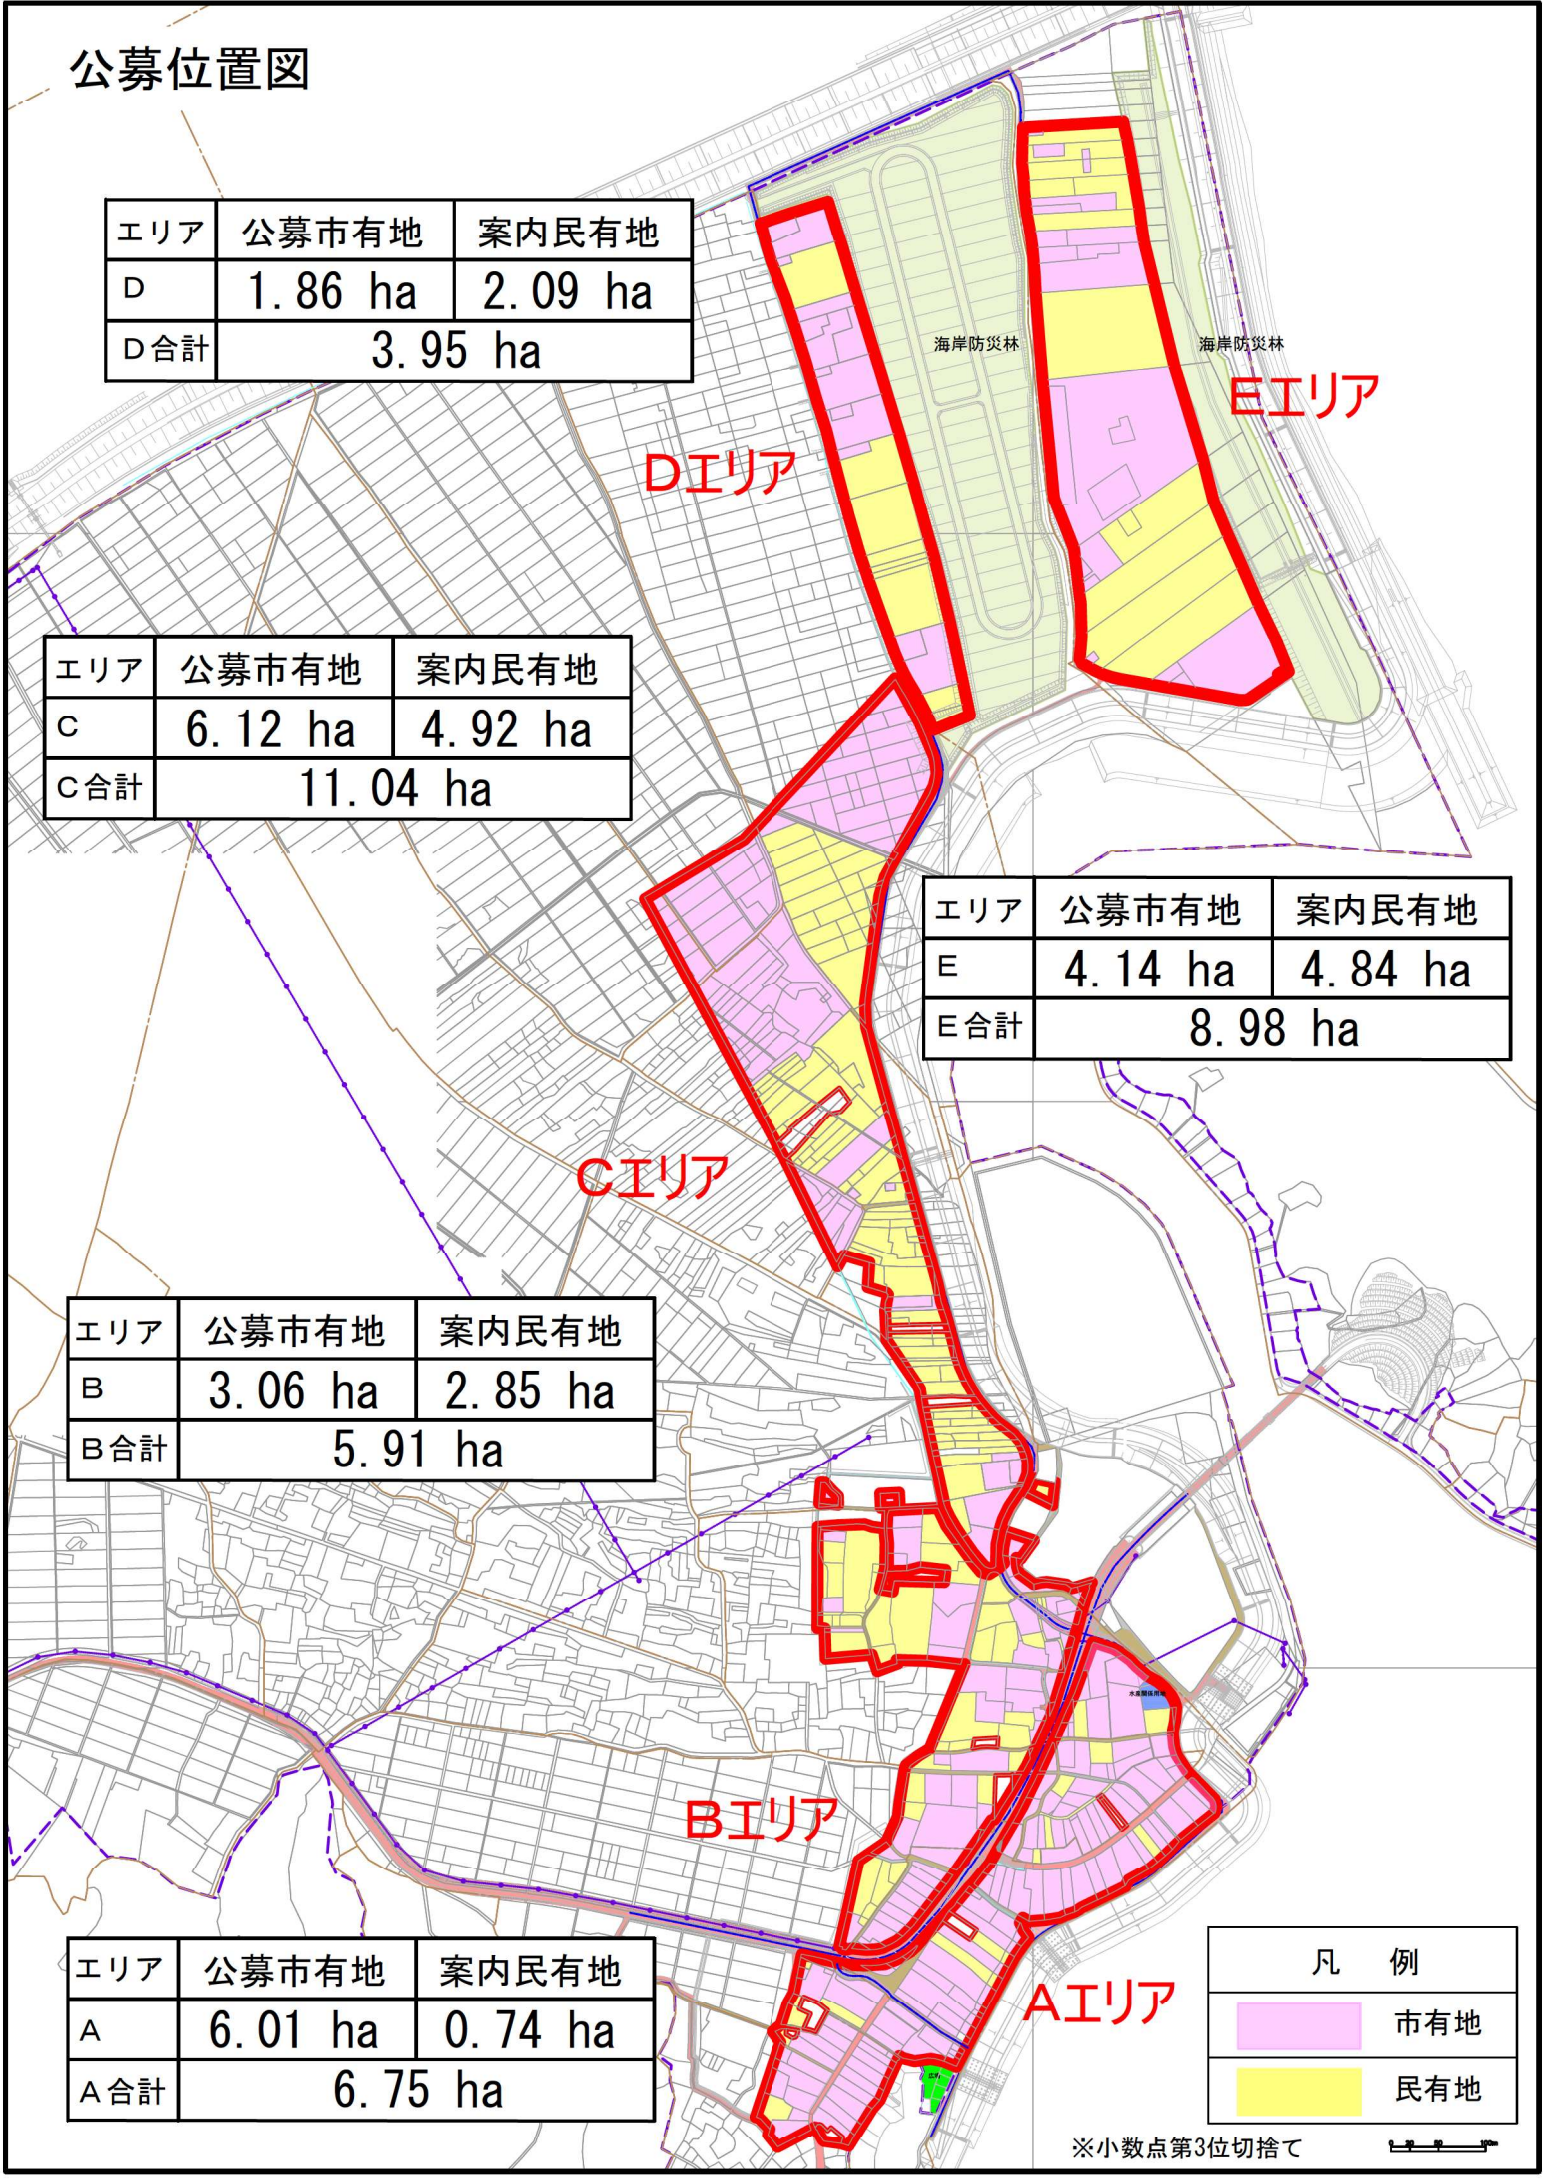 公募位置図
エリア 公募市有地 案内民有地
D 1.86 ha 2.09 ha
D合計 3.95 ha
海岸防災林
海岸防災林
Eエリア
Dエリア
エリア 公募市有地 案内民有地
C 6.12 ha 4.92 ha
C合計 11.04 ha
エリア 公募市有地 案内民有地
E 4.14 ha 4.84 ha
E合計 8.98 ha
Cエリア
エリア 公募市有地 案内民有地
B 3.06 ha 2.85 ha
B合計 5.91 ha
水産関係用地
Bエリア
エリア 公募市有地 案内民有地
A 6.01 ha 0.74 ha
A合計 6.75 ha
Aエリア
凡 例
市有地
民有地
※小数点第3位切捨て